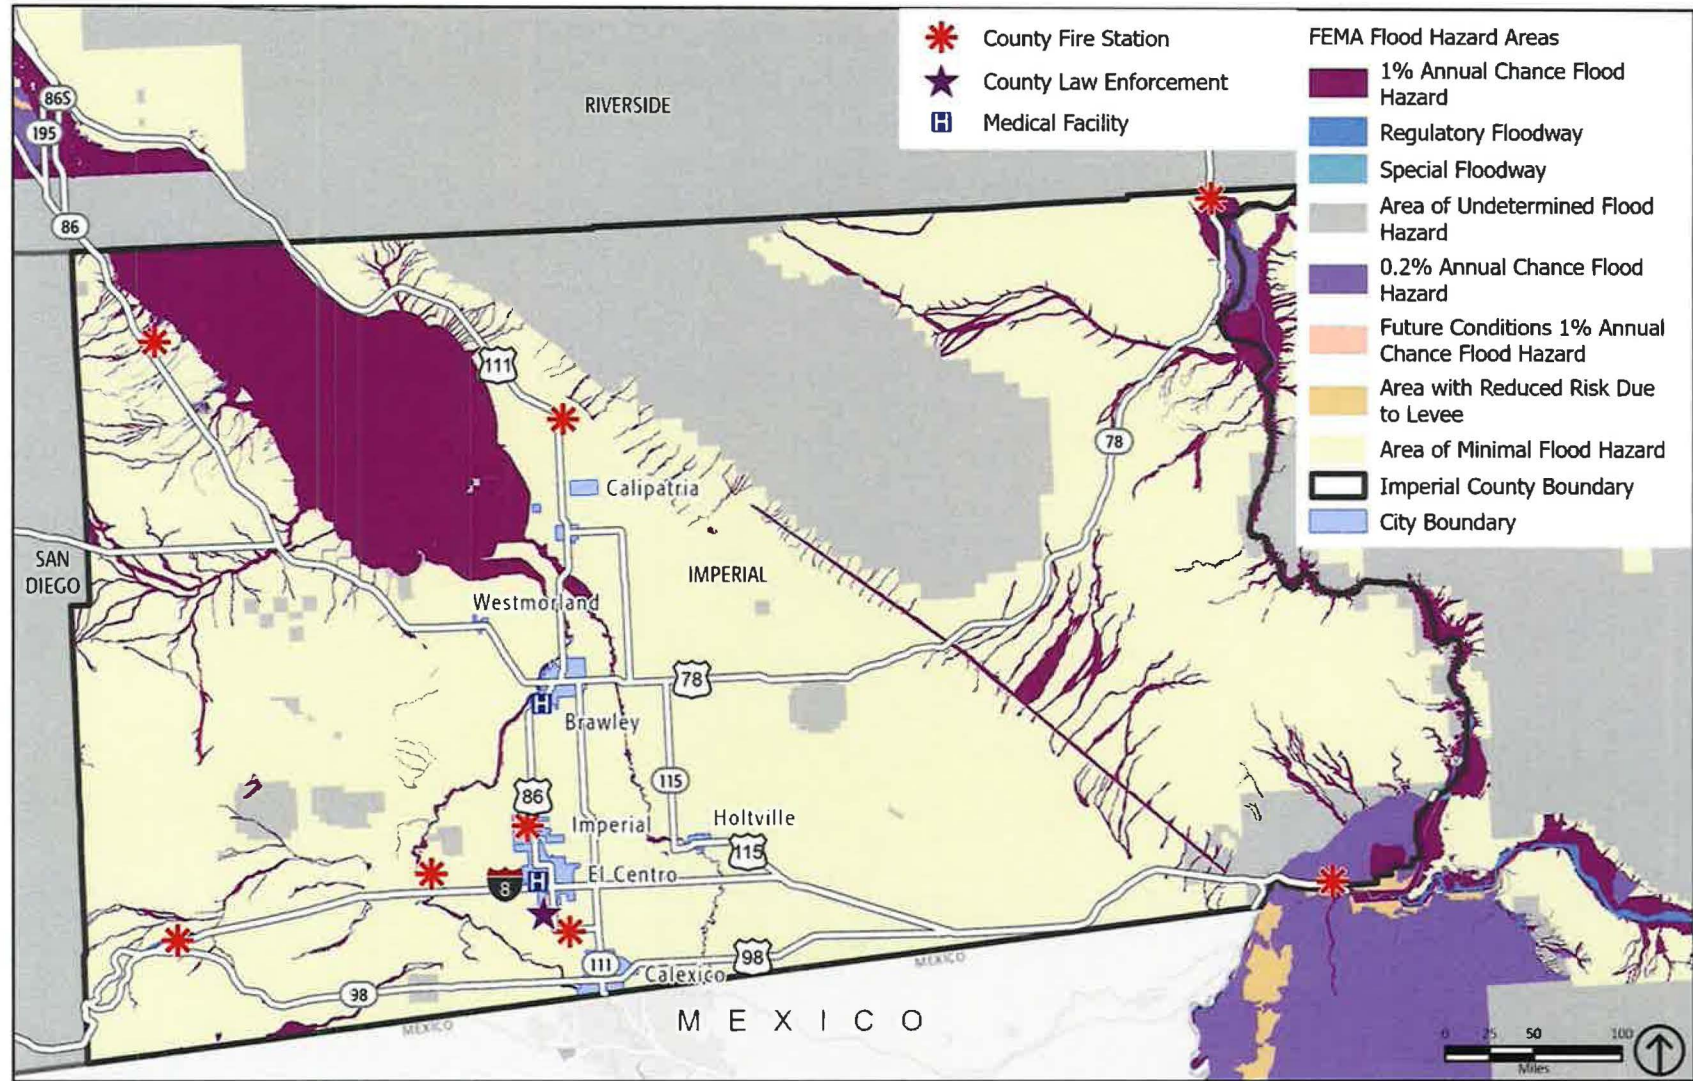 County Fire Station
County Law Enforcement
H
Medical Facility
FEMA Flood Hazard Areas
1% Annual Chance Flood
Hazard
Regulatory Floodway
Special Floodway
Area of Undetermined Flood
Hazard
0.2% Annual Chance Flood
Hazard
Future Conditions 1% Annual
Chance Flood Hazard
Area with Reduced Risk Due
to Levee
Area of Minimal Flood Hazard
Imperial County Boundary
City Boundary
RIVERSIDE
86S
195
86
111
78
Calipatria
SAN
DIEGO
IMPERIAL
Westmorland
78
H
Brawley
86
115
Imperial
Holtville
115
8
H
El Centro
111
Calexico
98
98
MEXICO
MEXICO
MEXICO
0 25 50 100
Miles